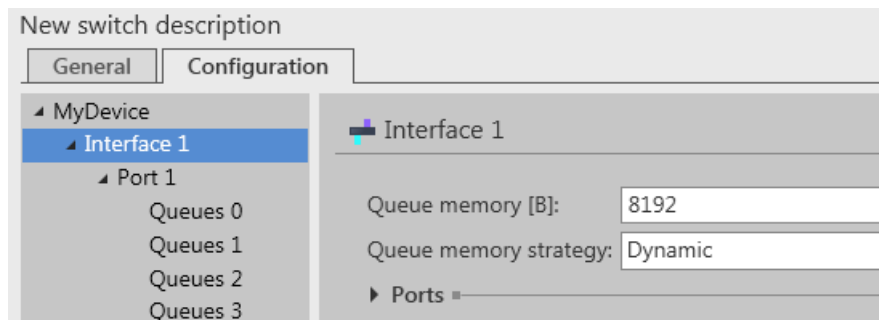 New switch description
General Configuration
MyDevice
Interface 1
Port 1
Queues 0
Queues 1
Queues 2
Queues 3
Interface 1
Queue memory [B]: 8192
Queue memory strategy: Dynamic
Ports